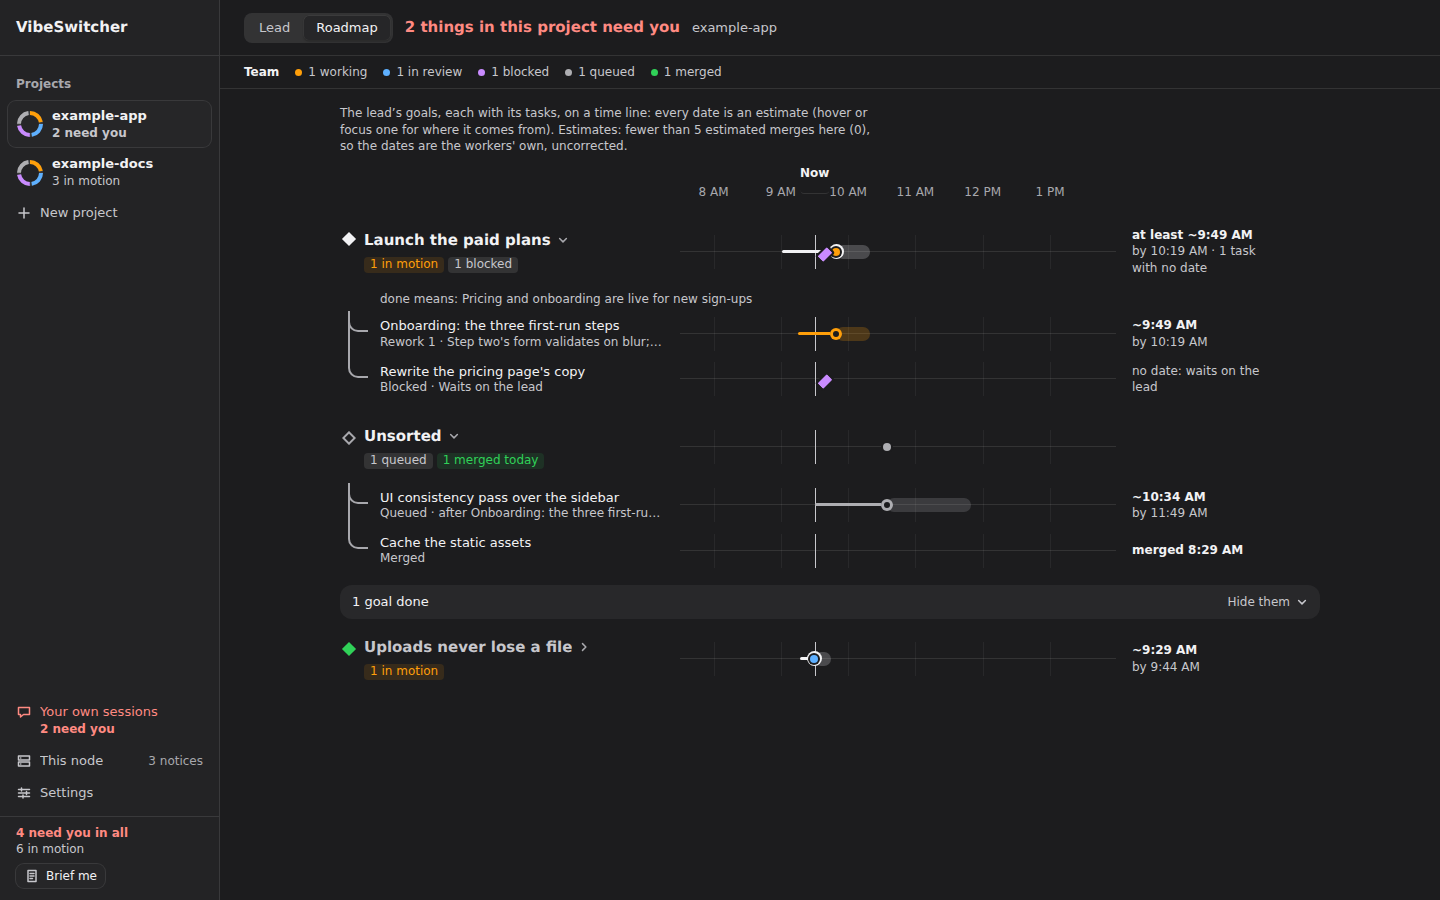 VibeSwitcher
Projects
example-app
2 need you
example-docs
3 in motion
New project
Your own sessions
2 need you
This node
3 notices
Settings
4 need you in all
6 in motion
Brief me
Lead
Roadmap
2 things in this project need you
example-app
Team
1 working
1 in review
1 blocked
1 queued
1 merged
The lead’s goals, each with its tasks, on a time line: every date is an estimate (hover or
focus one for where it comes from). Estimates: fewer than 5 estimated merges here (0),
so the dates are the workers' own, uncorrected.
Now
8 AM
9 AM
10 AM
11 AM
12 PM
1 PM
Launch the paid plans
1 in motion
1 blocked
at least ~9:49 AM
by 10:19 AM · 1 task
with no date
done means: Pricing and onboarding are live for new sign-ups
Onboarding: the three first-run steps
Rework 1 · Step two's form validates on blur;…
~9:49 AM
by 10:19 AM
Rewrite the pricing page's copy
Blocked · Waits on the lead
no date: waits on the
lead
Unsorted
1 queued
1 merged today
UI consistency pass over the sidebar
Queued · after Onboarding: the three first-ru…
~10:34 AM
by 11:49 AM
Cache the static assets
Merged
merged 8:29 AM
1 goal done
Hide them
Uploads never lose a file
1 in motion
~9:29 AM
by 9:44 AM